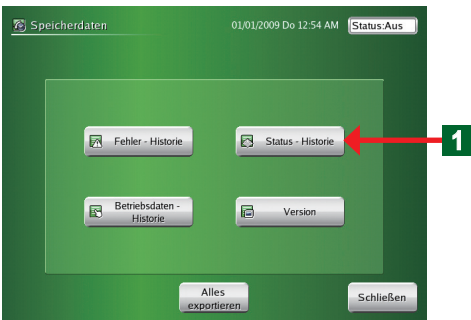 Speicherdaten
01/01/2009 Do 12:54 AM
Status:Aus
Fehler - Historie
Status - Historie
1
Betriebsdaten -
Historie
Version
Alles
exportieren
Schließen